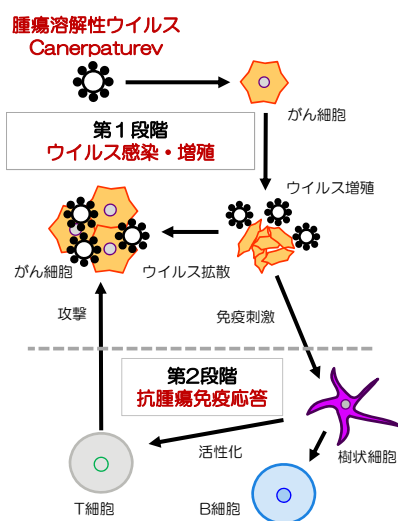 腫瘍溶解性ウイルス
Canerpaturev
がん細胞
第１段階
ウイルス感染・増殖
ウイルス増殖
がん細胞
ウイルス拡散
攻撃
免疫刺激
第2段階
抗腫瘍免疫応答
樹状細胞
活性化
T細胞
B細胞